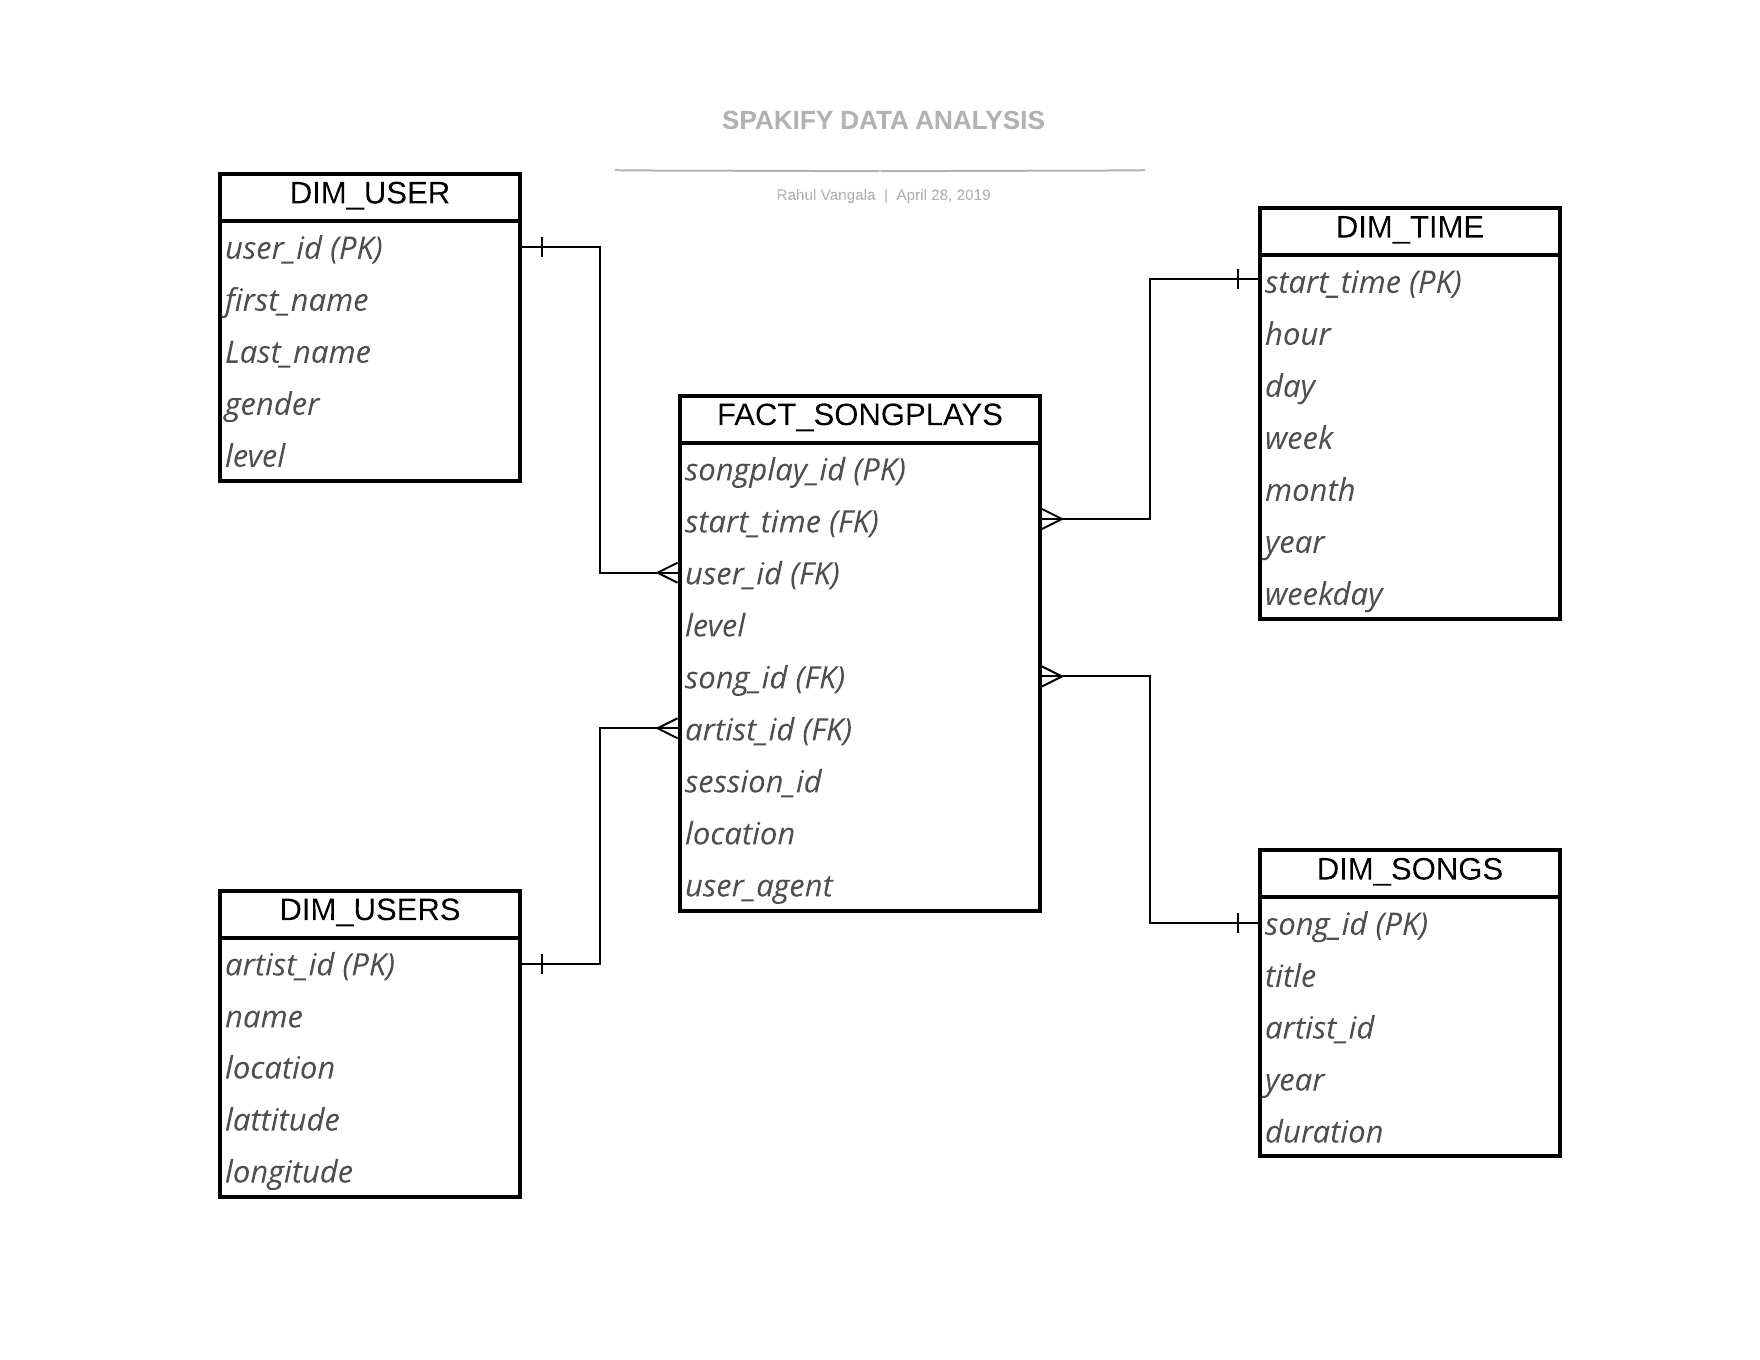 SPAKIFY DATA ANALYSIS
Rahul Vangala | April 28, 2019
DIM_USER
user_id (PK)
first_name
Last_name
gender
level
DIM_TIME
start_time (PK)
hour
day
week
month
year
weekday
FACT_SONGPLAYS
songplay_id (PK)
start_time (FK)
user_id (FK)
level
song_id (FK)
artist_id (FK)
session_id
location
user_agent
DIM_USERS
artist_id (PK)
name
location
lattitude
longitude
DIM_SONGS
song_id (PK)
title
artist_id
year
duration